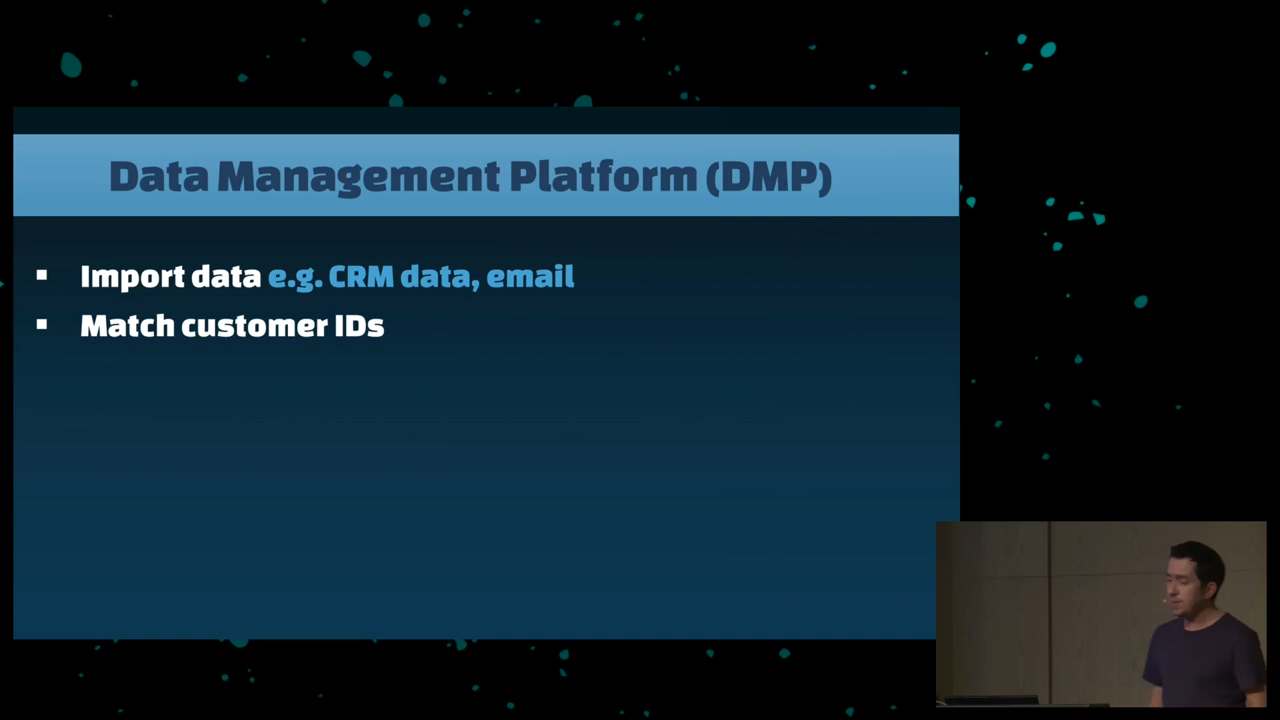 Data Management Platform (DMP)
Import data e.g. CRM data, email
Match customer IDs